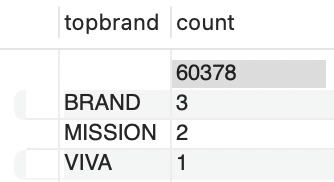 topbrand count
60378
BRAND 3
MISSION 2
VIVA 1